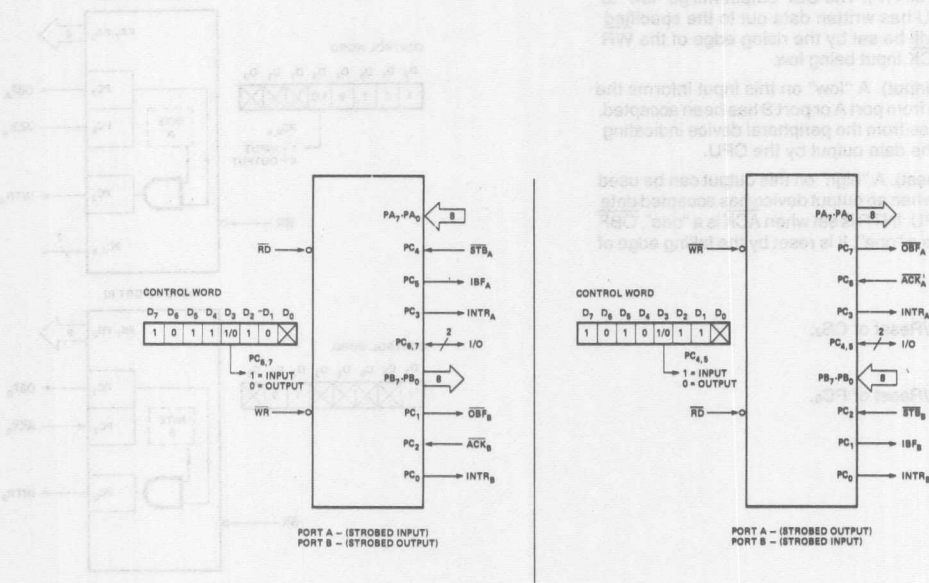 PA7-PA0 8
RD
PC4 STBA
PC5 IBFA
PC3 INTRA
CONTROL WORD
D7 D6 D5 D4 D3 D2 D1 D0
1 0 1 1 1/0 1 0
PC6,7
1 = INPUT
0 = OUTPUT
PC6,7 2 I/O
PB7-PB0 8
WR
PC1 OBFB
PC2 ACKB
PC0 INTRB
PORT A – (STROBED INPUT)
PORT B – (STROBED OUTPUT)
PA7-PA0 8
WR
PC7 OBFA
PC6 ACKA
PC3 INTRA
CONTROL WORD
D7 D6 D5 D4 D3 D2 D1 D0
1 0 1 0 1/0 1 1
PC4,5
1 = INPUT
0 = OUTPUT
PC4,5 2 I/O
PB7-PB0 8
RD
PC2 STBB
PC1 IBFB
PC0 INTRB
PORT A – (STROBED OUTPUT)
PORT B – (STROBED INPUT)